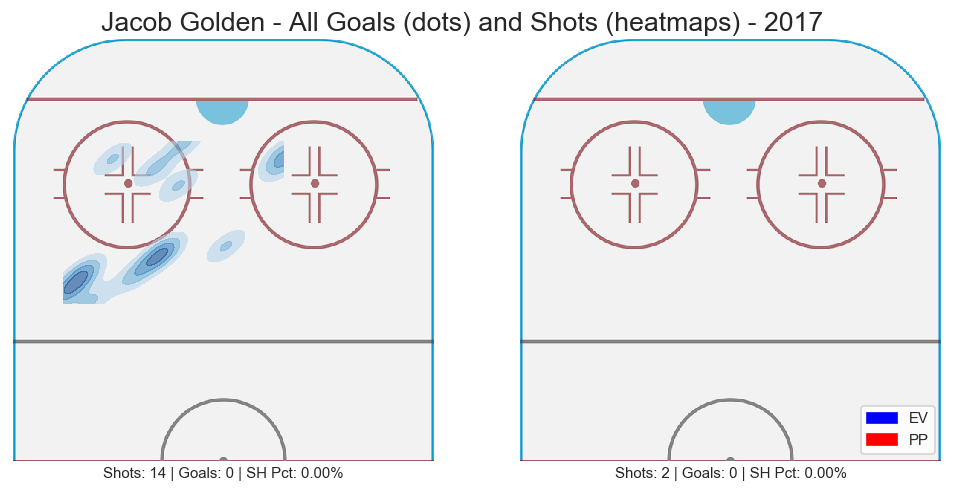 Jacob Golden - All Goals (dots) and Shots (heatmaps) - 2017
EV
PP
Shots: 14 | Goals: 0 | SH Pct: 0.00%
Shots: 2 | Goals: 0 | SH Pct: 0.00%